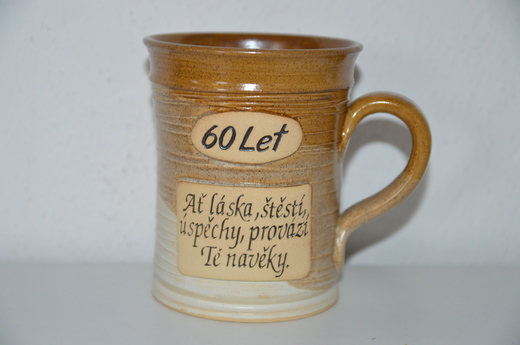 60 Let
Ať láska, štěstí,
úspěchy, provází
Tě navěky.